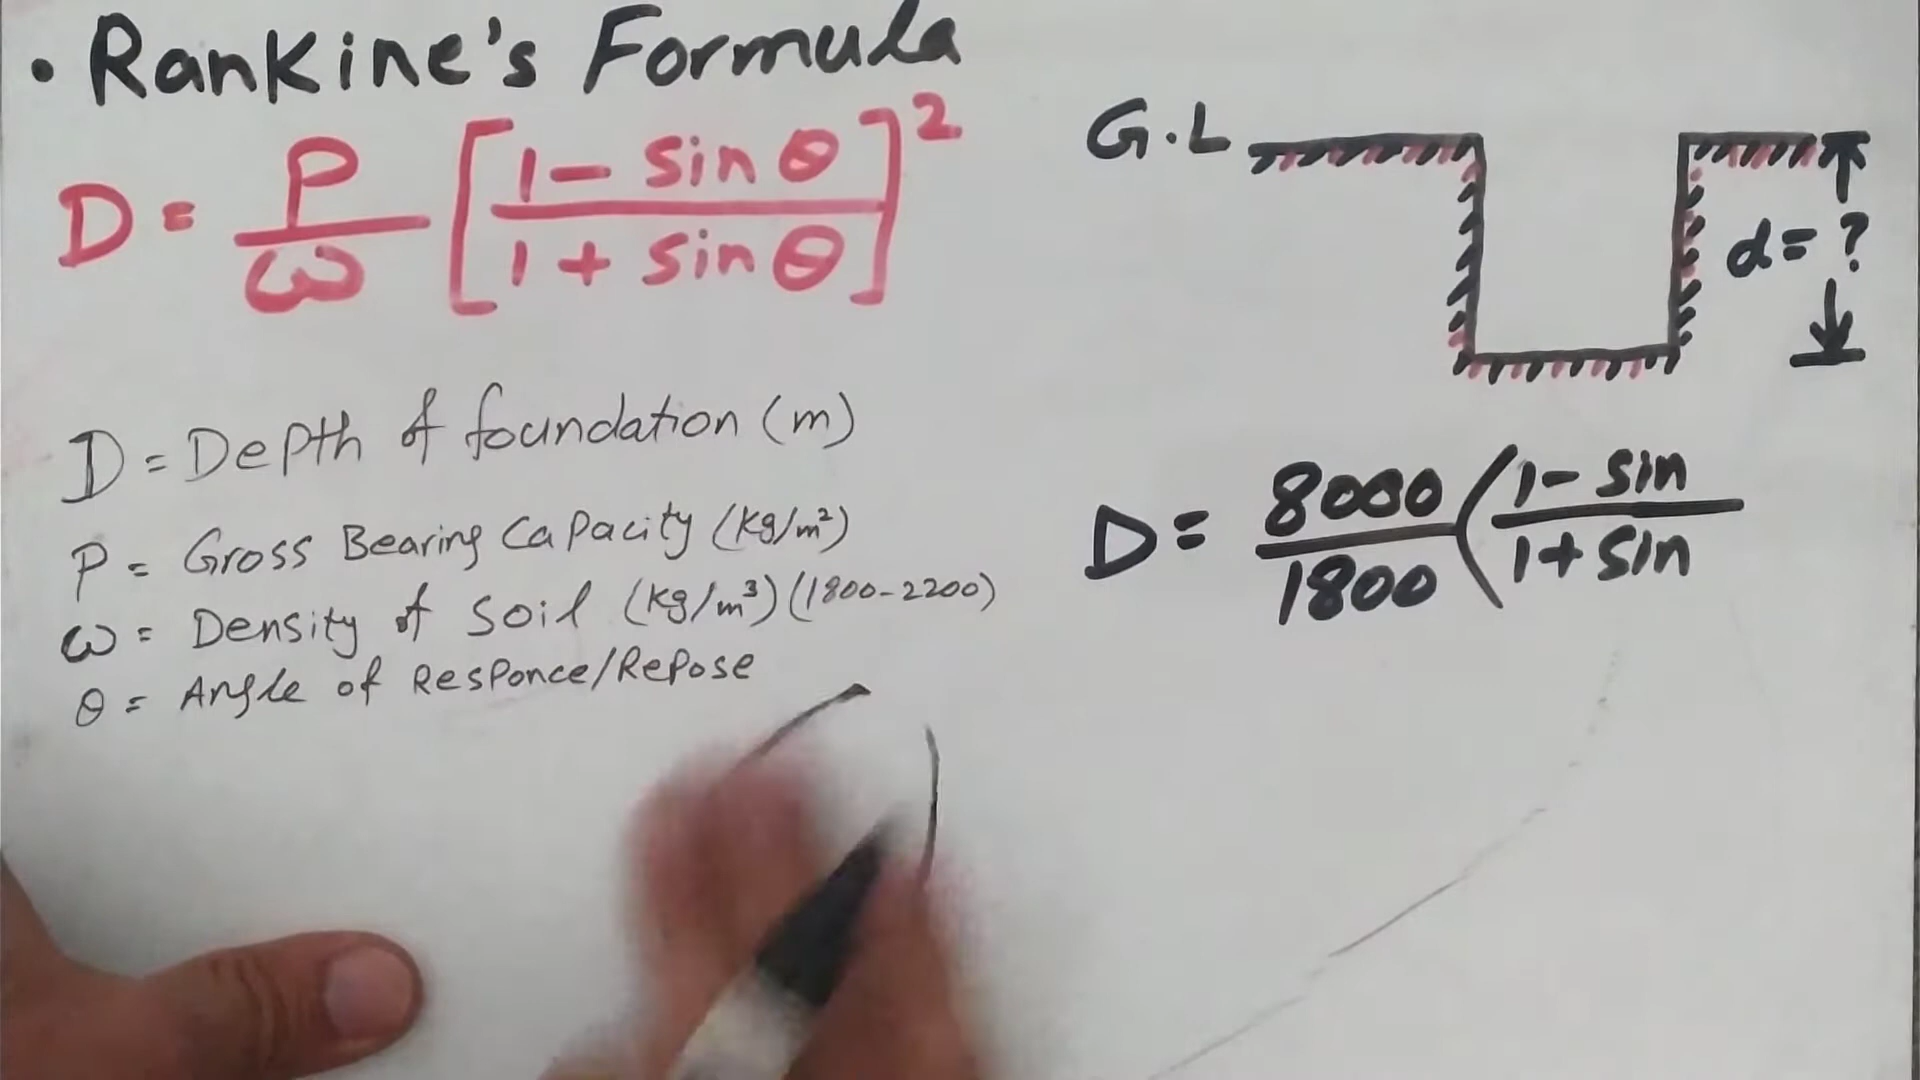 • Rankine's Formula
D = P/ω [1 - sin θ / 1 + sin θ]²
G.L
d = ?
D = Depth of foundation (m)
P = Gross Bearing Capacity (Kg/m²)
ω = Density of Soil (Kg/m³) (1800-2200)
θ = Angle of Responce/Repose
D = 8000/1800 (1 - sin / 1 + sin